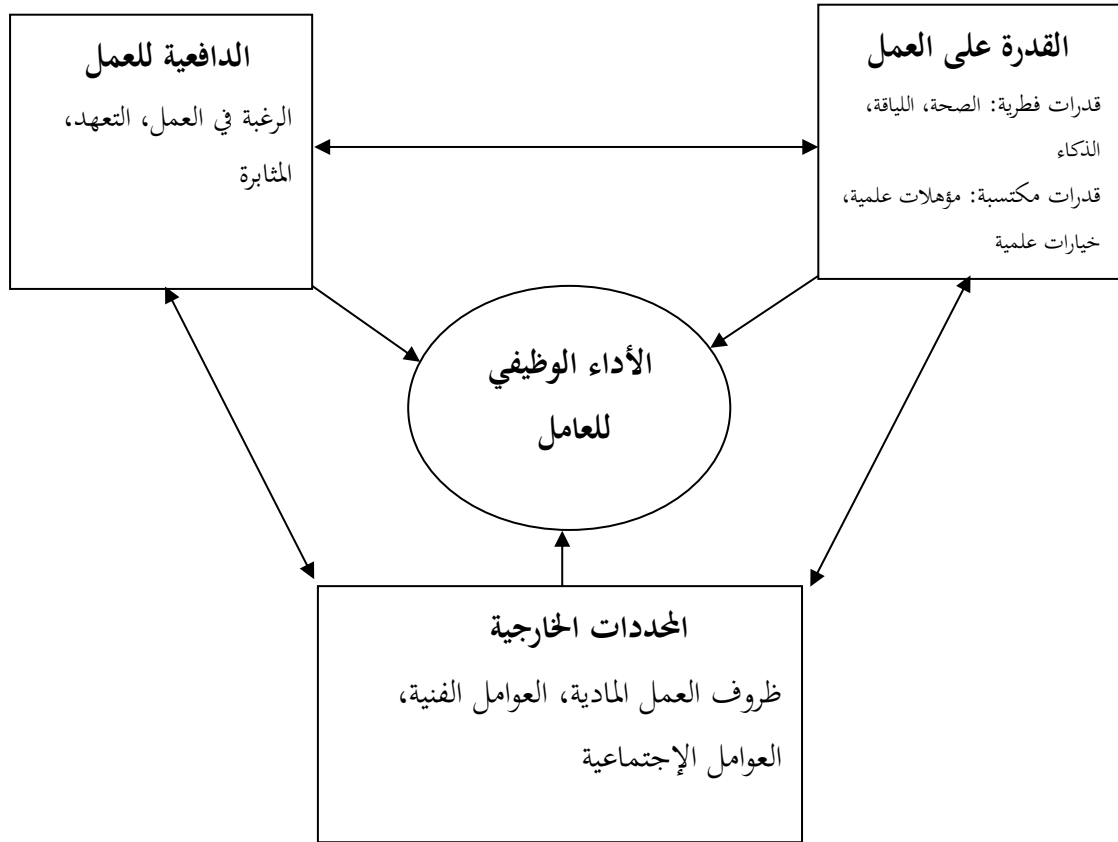 القدرة على العمل
قدرات فطرية: الصحة، اللياقة،
الذكاء
قدرات مكتسبة: مؤهلات علمية،
خيارات علمية
الدافعية للعمل
الرغبة في العمل، التعهد،
المثابرة
الأداء الوظيفي
للعامل
المحددات الخارجية
ظروف العمل المادية، العوامل الفنية،
العوامل الإجتماعية